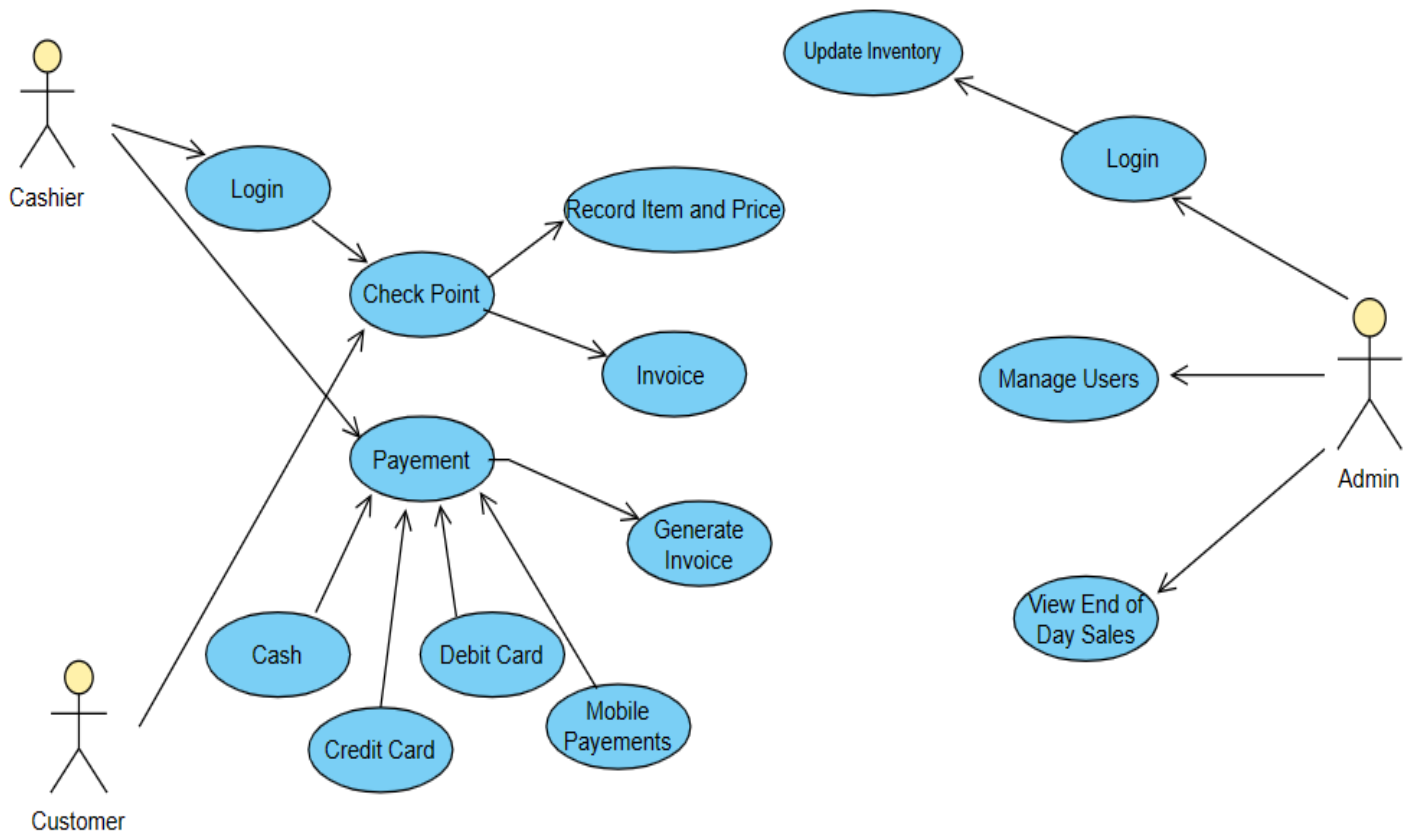 Update Inventory
Login
Cashier
Login
Record Item and Price
Check Point
Invoice
Manage Users
Payement
Admin
Generate
Invoice
View End of
Day Sales
Cash
Debit Card
Mobile
Payements
Credit Card
Customer